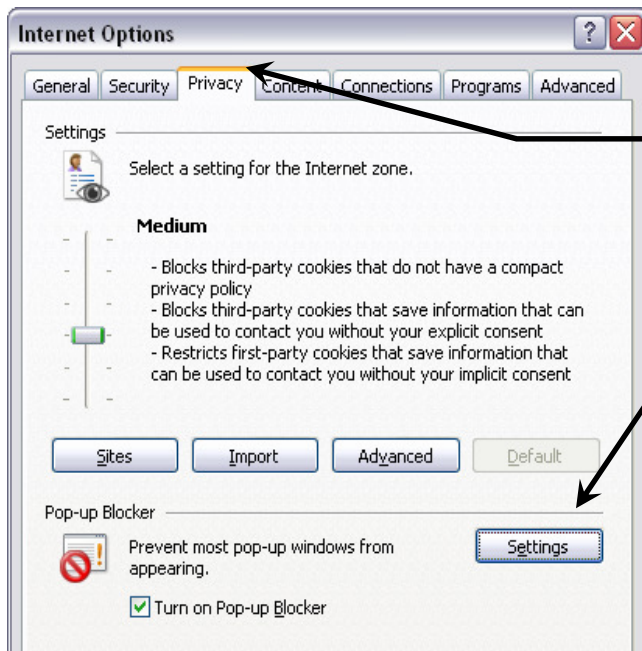 Internet Options
General Security Privacy Content Connections Programs Advanced
Settings
Select a setting for the Internet zone.
Medium
- Blocks third-party cookies that do not have a compact
privacy policy
- Blocks third-party cookies that save information that can
be used to contact you without your explicit consent
- Restricts first-party cookies that save information that
can be used to contact you without your implicit consent
Sites Import Advanced Default
Pop-up Blocker
Prevent most pop-up windows from
appearing.
Settings
Turn on Pop-up Blocker